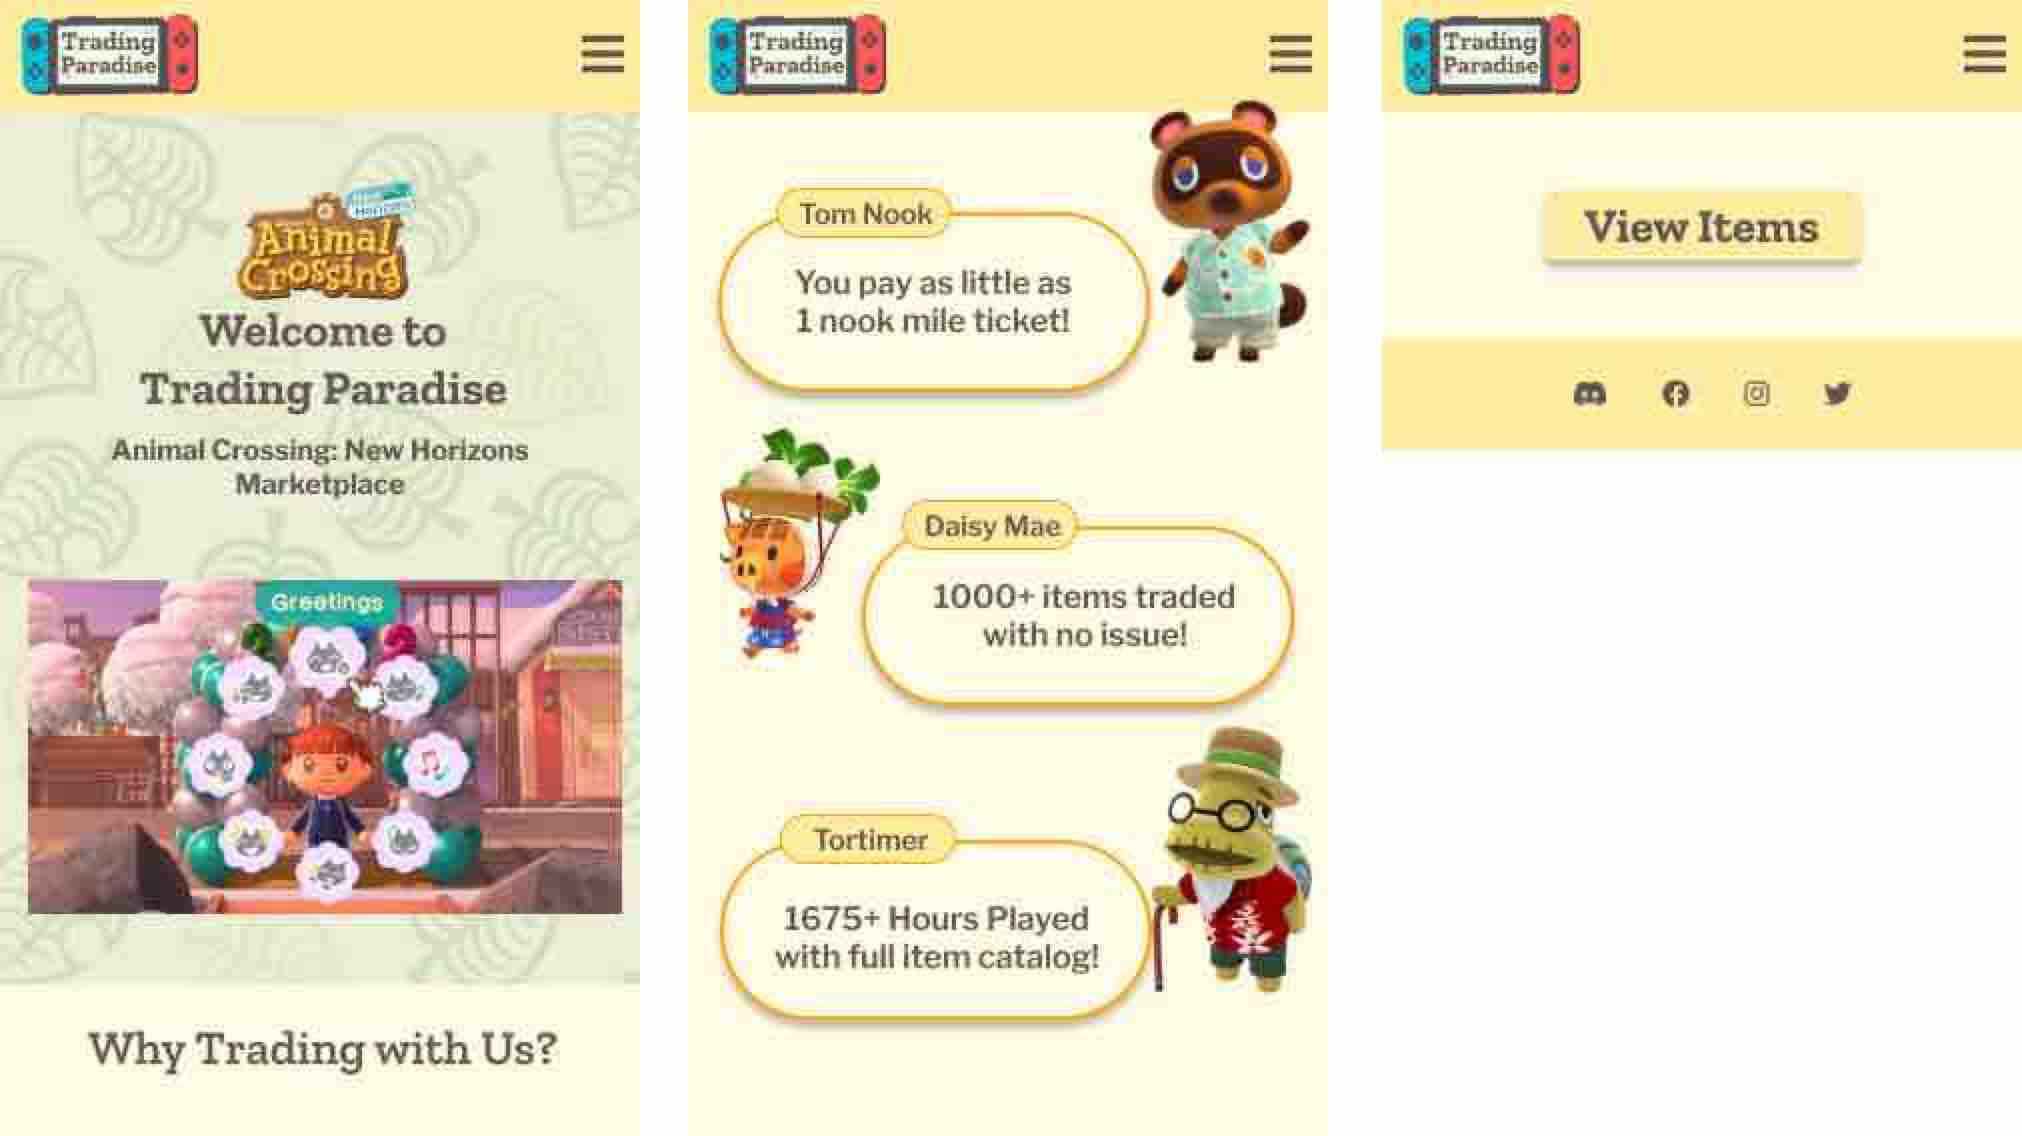 Trading
Paradise
New
Horizons
Animal
Crossing
Welcome to
Trading Paradise
Animal Crossing: New Horizons
Marketplace
Greetings
Why Trading with Us?
Trading
Paradise
Tom Nook
You pay as little as
1 nook mile ticket!
Daisy Mae
1000+ items traded
with no issue!
Tortimer
1675+ Hours Played
with full item catalog!
Trading
Paradise
View Items